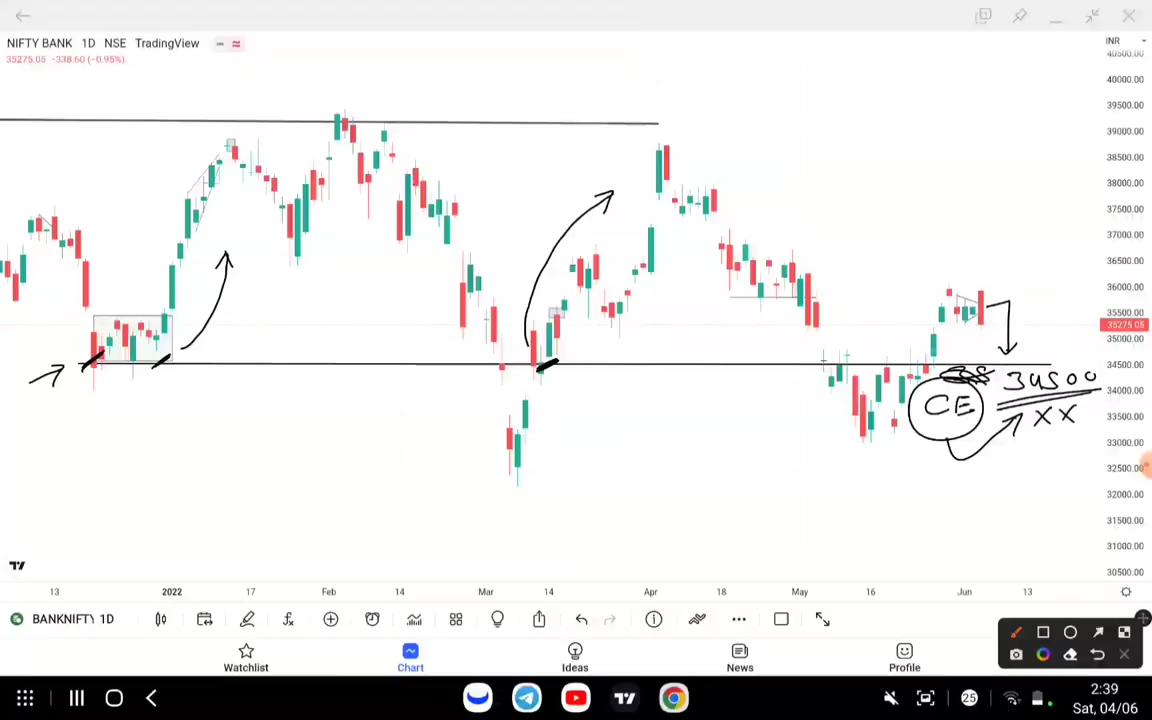 NIFTY BANK 1D NSE TradingView
35275.05 -338.60 (-0.95%)
INR
40500.00
40000.00
39500.00
39000.00
38500.00
38000.00
37500.00
37000.00
36500.00
36000.00
35500.00
35275.05
35000.00
34500.00
34000.00
33500.00
33000.00
32500.00
32000.00
31500.00
31000.00
30500.00
34500
CE
XX
13 2022 17 Feb 14 Mar 14 Apr 18 May 16 Jun 13
BANKNIFTY 1D
Watchlist Chart Ideas News Profile
25
2:39
Sat, 04/06